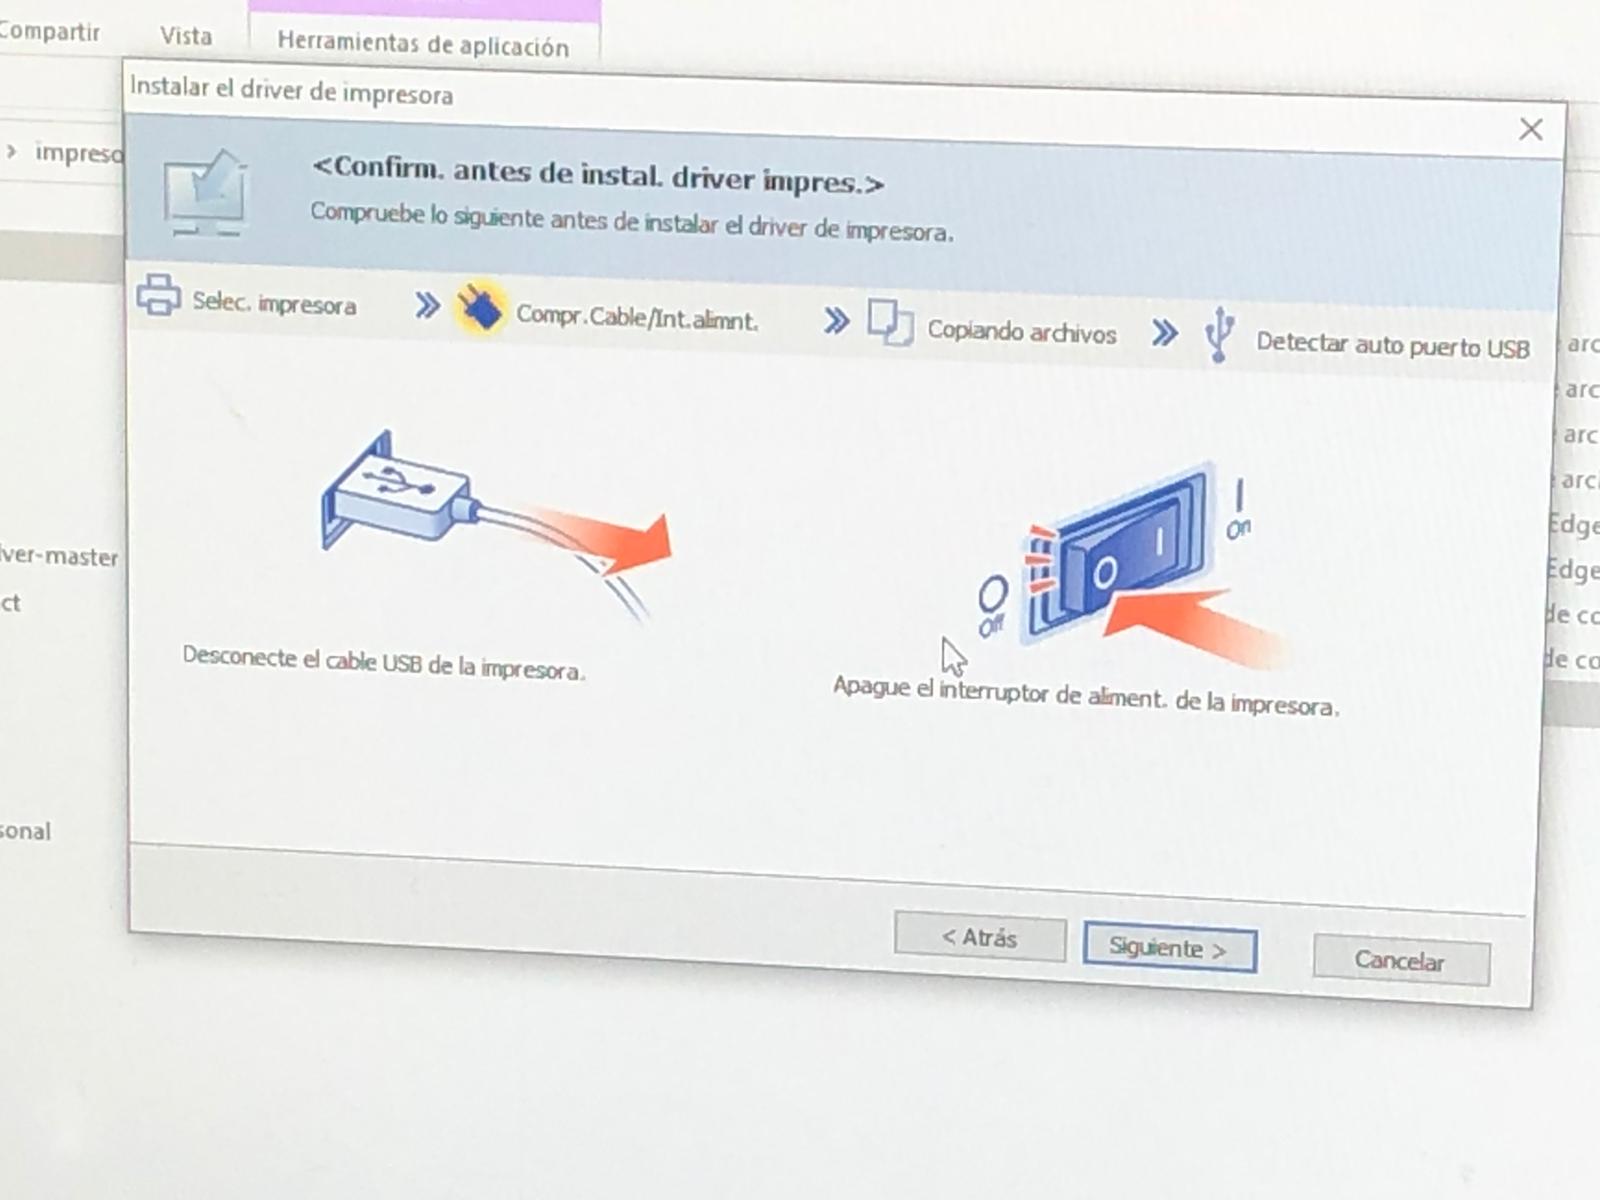 Compartir
Vista
Herramientas de aplicación
Instalar el driver de impresora
<Confirm. antes de instal. driver impres.>
Compruebe lo siguiente antes de instalar el driver de impresora.
Selec. impresora
Compr.Cable/Int.alimnt.
Copiando archivos
Detectar auto puerto USB
I
On
O
Off
Desconecte el cable USB de la impresora.
Apague el interruptor de aliment. de la impresora.
< Atrás
Siguiente >
Cancelar
> impreso
ver-master
ct
sonal
arc
arc
arc
arc
Edge
Edge
de co
de co